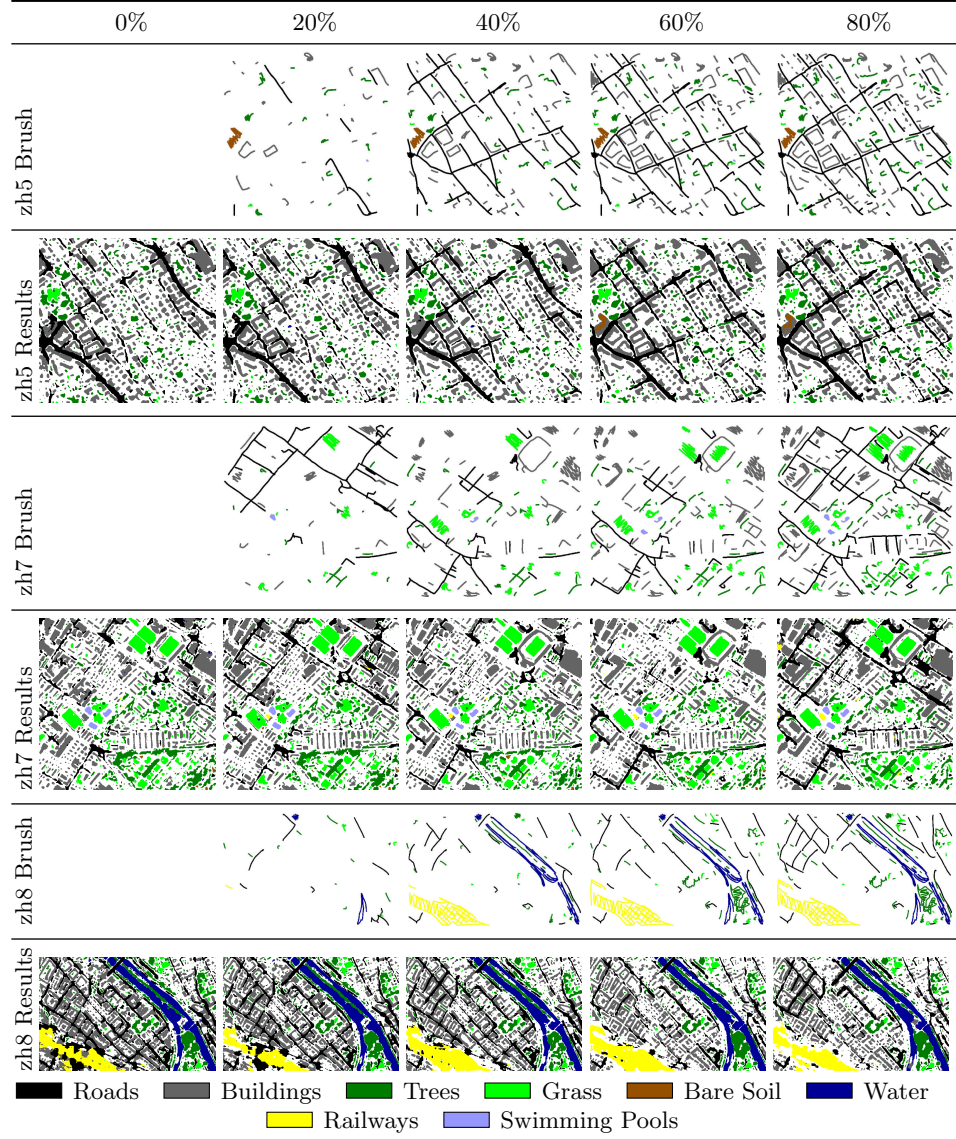 0% 20% 40% 60% 80%
zh5 Brush
zh5 Results
zh7 Brush
zh7 Results
zh8 Brush
zh8 Results
Roads Buildings Trees Grass Bare Soil Water
Railways Swimming Pools